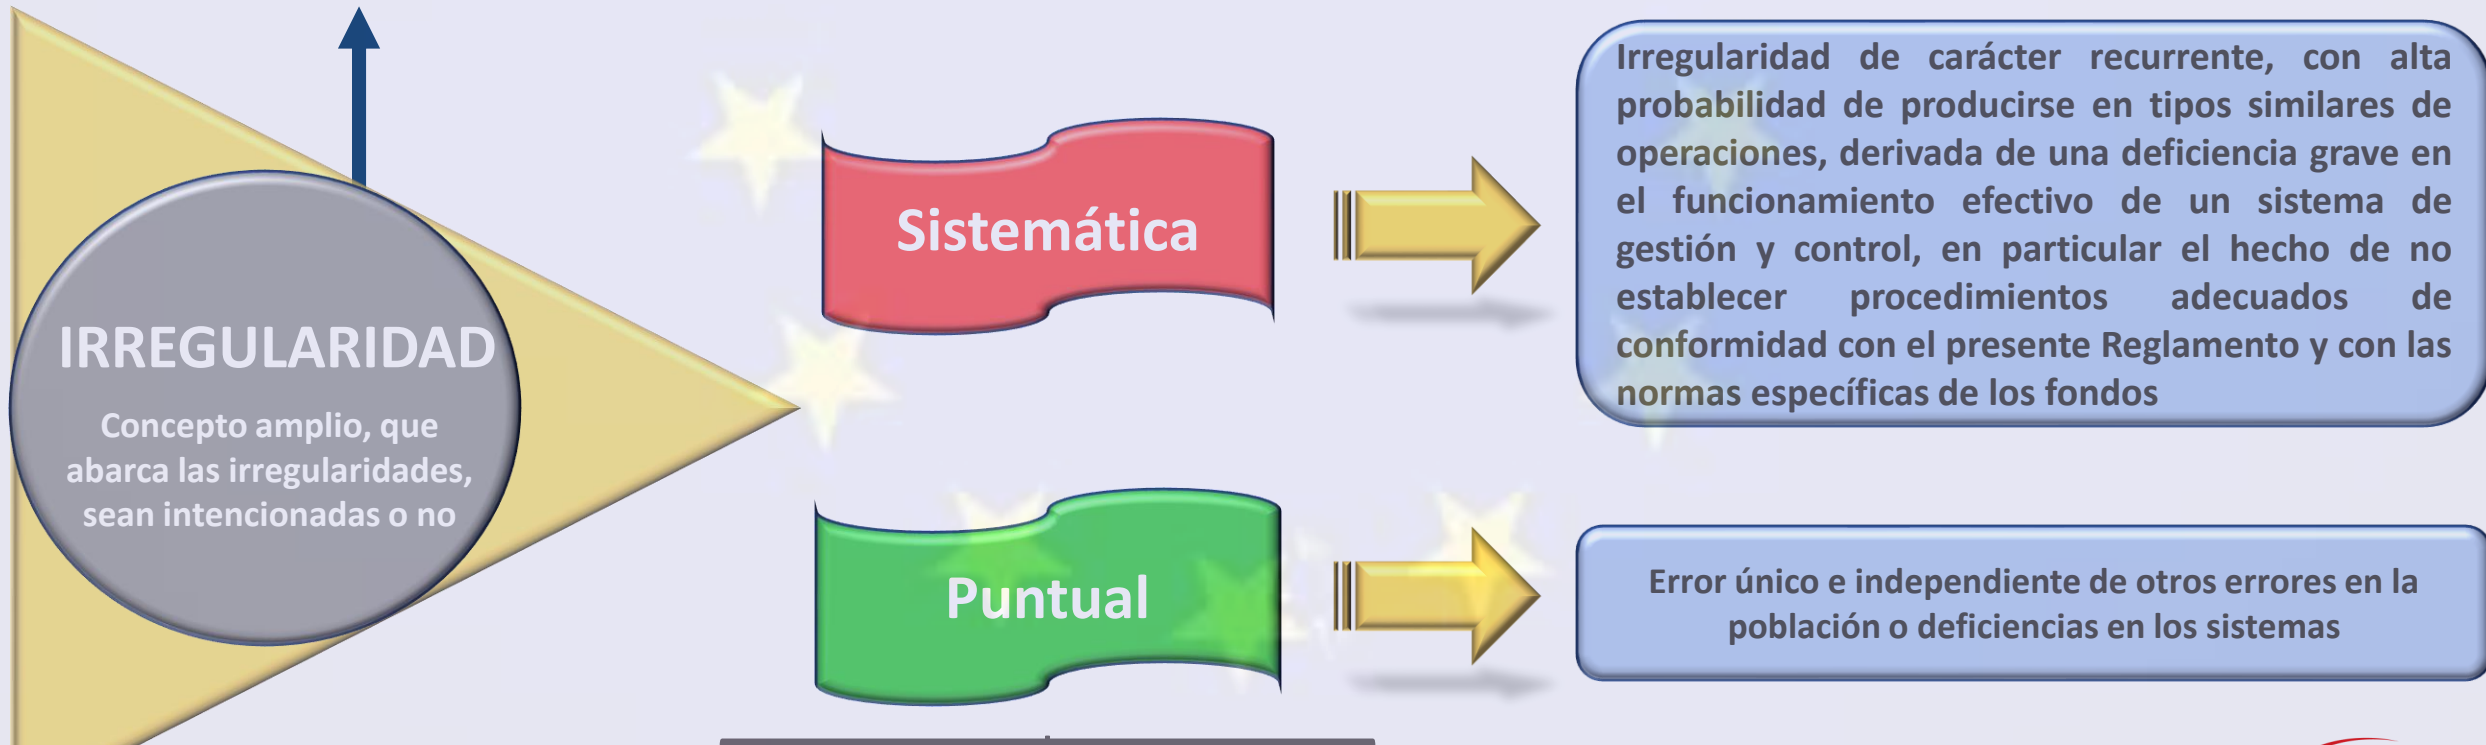 IRREGULARIDAD
Concepto amplio, que
abarca las irregularidades,
sean intencionadas o no
Sistemática
Irregularidad de carácter recurrente, con alta
probabilidad de producirse en tipos similares de
operaciones, derivada de una deficiencia grave en
el funcionamiento efectivo de un sistema de
gestión y control, en particular el hecho de no
establecer procedimientos adecuados de
conformidad con el presente Reglamento y con las
normas específicas de los fondos
Puntual
Error único e independiente de otros errores en la
población o deficiencias en los sistemas